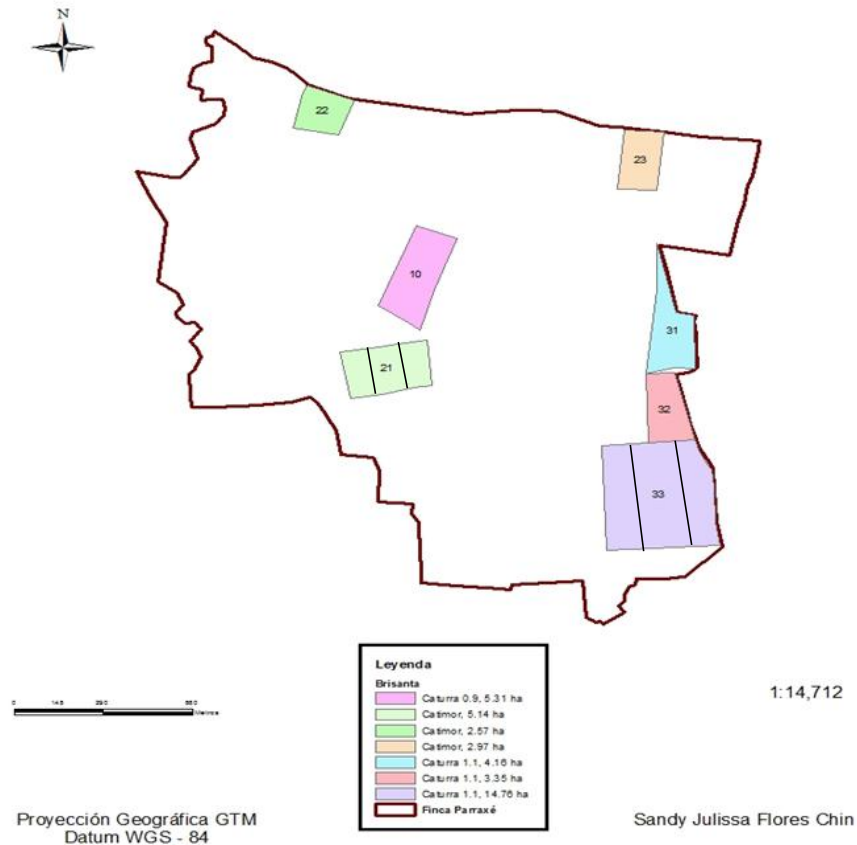 N
22
23
10
31
21
32
33
Leyenda
Brisanta
Caturra 0.9, 5.31 ha
Catimor, 5.14 ha
Catimor, 2.57 ha
Catimor, 2.97 ha
Caturra 1.1, 4.16 ha
Caturra 1.1, 3.35 ha
Caturra 1.1, 14.76 ha
Finca Parraxé
0
1:14,712
Proyección Geográfica GTM
Datum WGS - 84
Sandy Julissa Flores Chin